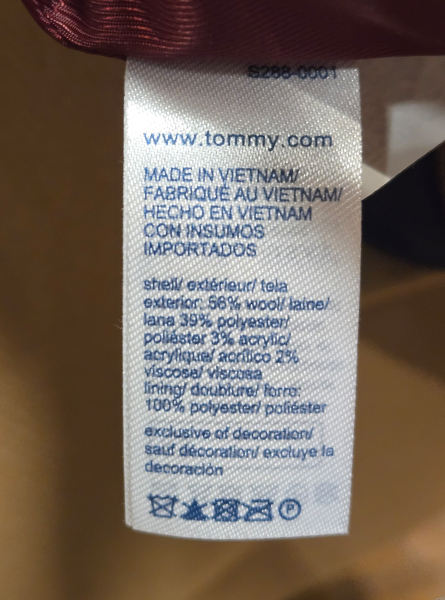 S288-0001
www.tommy.com
MADE IN VIETNAM/
FABRIQUÉ AU VIETNAM/
HECHO EN VIETNAM
CON INSUMOS
IMPORTADOS
shell/ extérieur/ tela
exterior: 56% wool/ laine/
lana 39% polyester/
poliéster 3% acrylic/
acrylique/ acrílico 2%
viscose/ viscosa
lining/ doublure/ forro:
100% polyester/ poliéster
exclusive of decoration/
sauf décoration/ excluye la
decoración
P